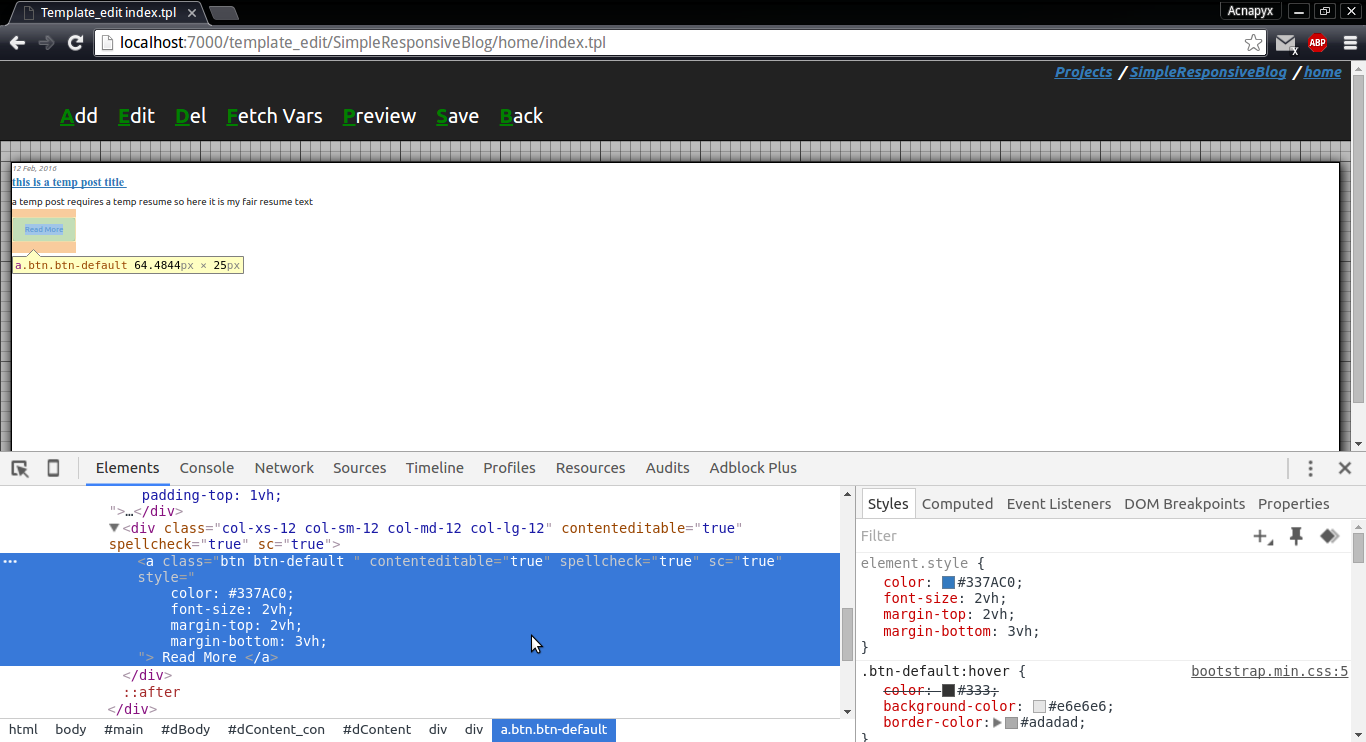 Template_edit index.tpl
Acnapyx
localhost:7000/template_edit/SimpleResponsiveBlog/home/index.tpl
x
ABP
Projects / SimpleResponsiveBlog / home
Add Edit Del Fetch Vars Preview Save Back
12 Feb, 2016
this is a temp post title
a temp post requires a temp resume so here it is my fair resume text
Read More
a.btn.btn-default 64.4844px × 25px
Elements Console Network Sources Timeline Profiles Resources Audits Adblock Plus
padding-top: 1vh;
">…</div>
▼<div class="col-xs-12 col-sm-12 col-md-12 col-lg-12" contenteditable="true"
spellcheck="true" sc="true">
<a class="btn btn-default " contenteditable="true" spellcheck="true" sc="true"
style="
color: #337AC0;
font-size: 2vh;
margin-top: 2vh;
margin-bottom: 3vh;
"> Read More </a>
</div>
::after
</div>
html body #main #dBody #dContent_con #dContent div div a.btn.btn-default
Styles Computed Event Listeners DOM Breakpoints Properties
Filter
element.style {
color: #337AC0;
font-size: 2vh;
margin-top: 2vh;
margin-bottom: 3vh;
}
.btn-default:hover { bootstrap.min.css:5
color: #333;
background-color: #e6e6e6;
border-color: #adadad;
}